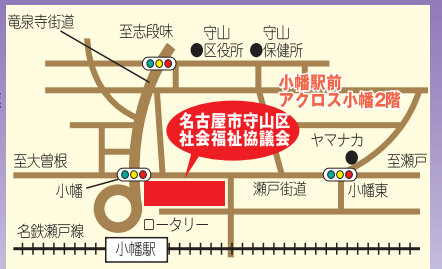 竜泉寺街道
至志段味
守山
区役所
守山
保健所
小幡駅前
アクロス小幡2階
名古屋市守山区
社会福祉協議会
ヤマナカ
至大曽根
至瀬戸
小幡
瀬戸街道
小幡東
ロータリー
名鉄瀬戸線
小幡駅